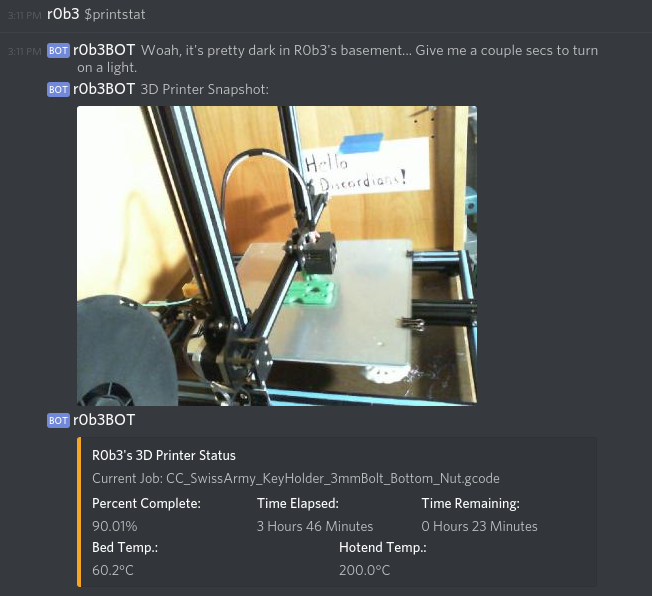 3:11 PM r0b3 $printstat
3:11 PM BOT r0b3BOT Woah, it's pretty dark in R0b3's basement... Give me a couple secs to turn
on a light.
BOT r0b3BOT 3D Printer Snapshot:
Hello
Discordians!
BOT r0b3BOT
R0b3's 3D Printer Status
Current Job: CC_SwissArmy_KeyHolder_3mmBolt_Bottom_Nut.gcode
Percent Complete: Time Elapsed: Time Remaining:
90.01% 3 Hours 46 Minutes 0 Hours 23 Minutes
Bed Temp.: Hotend Temp.:
60.2°C 200.0°C